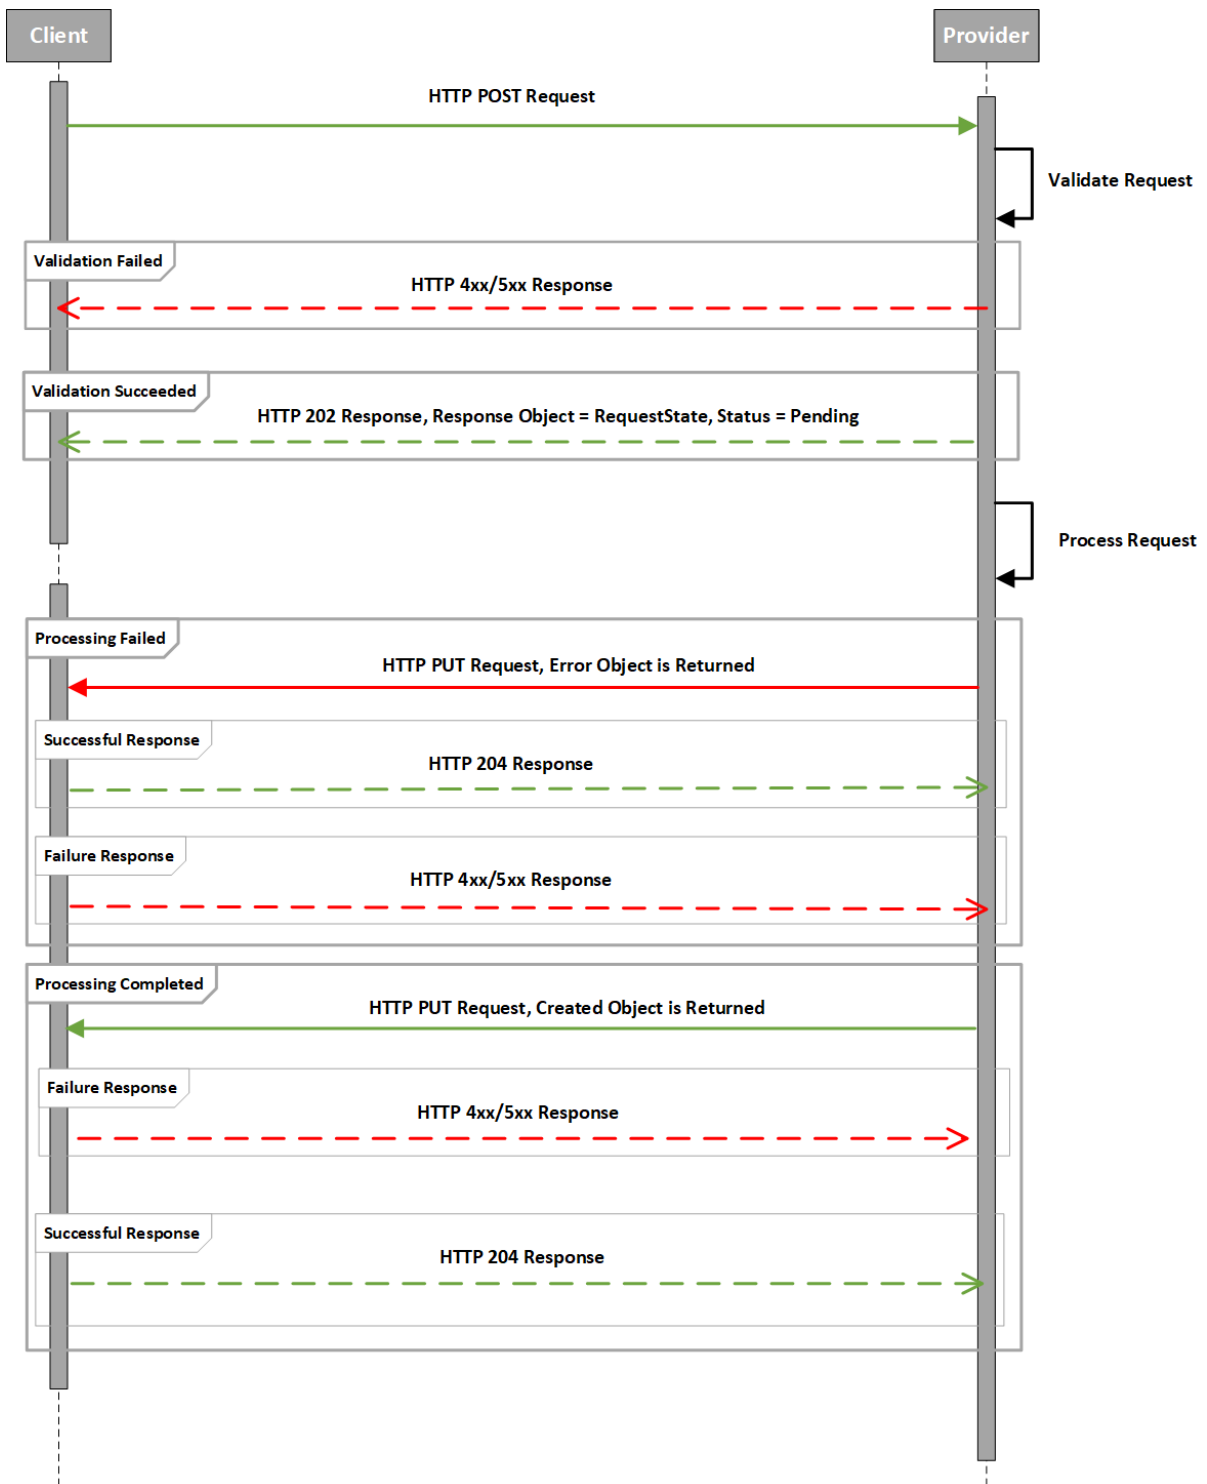 Client
Provider
HTTP POST Request
Validate Request
Validation Failed
HTTP 4xx/5xx Response
Validation Succeeded
HTTP 202 Response, Response Object = RequestState, Status = Pending
Process Request
Processing Failed
HTTP PUT Request, Error Object is Returned
Successful Response
HTTP 204 Response
Failure Response
HTTP 4xx/5xx Response
Processing Completed
HTTP PUT Request, Created Object is Returned
Failure Response
HTTP 4xx/5xx Response
Successful Response
HTTP 204 Response